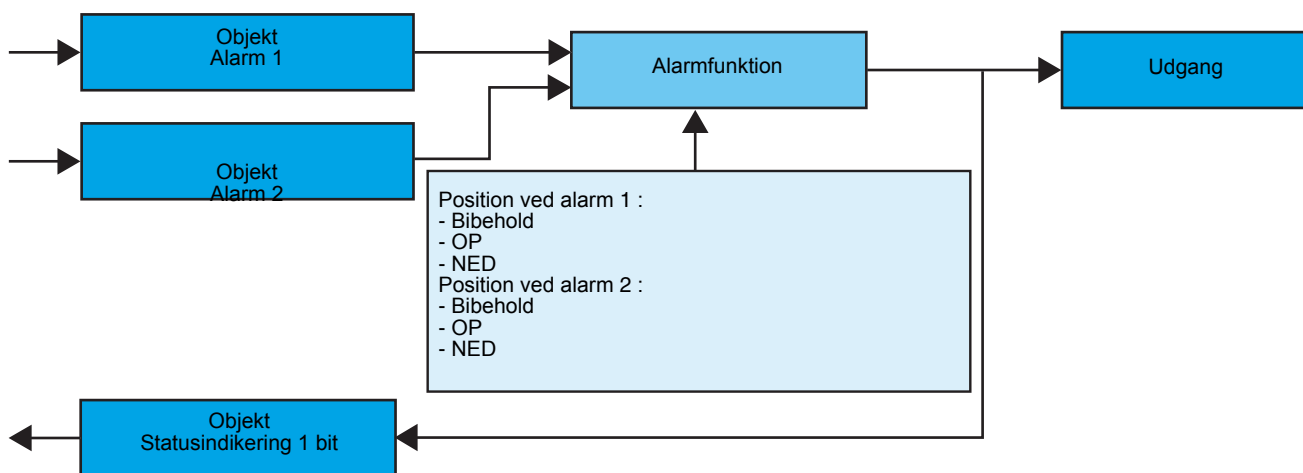 Objekt
Alarm 1
Alarmfunktion
Udgang
Objekt
Alarm 2
Position ved alarm 1 :
- Bibehold
- OP
- NED
Position ved alarm 2 :
- Bibehold
- OP
- NED
Objekt
Statusindikering 1 bit